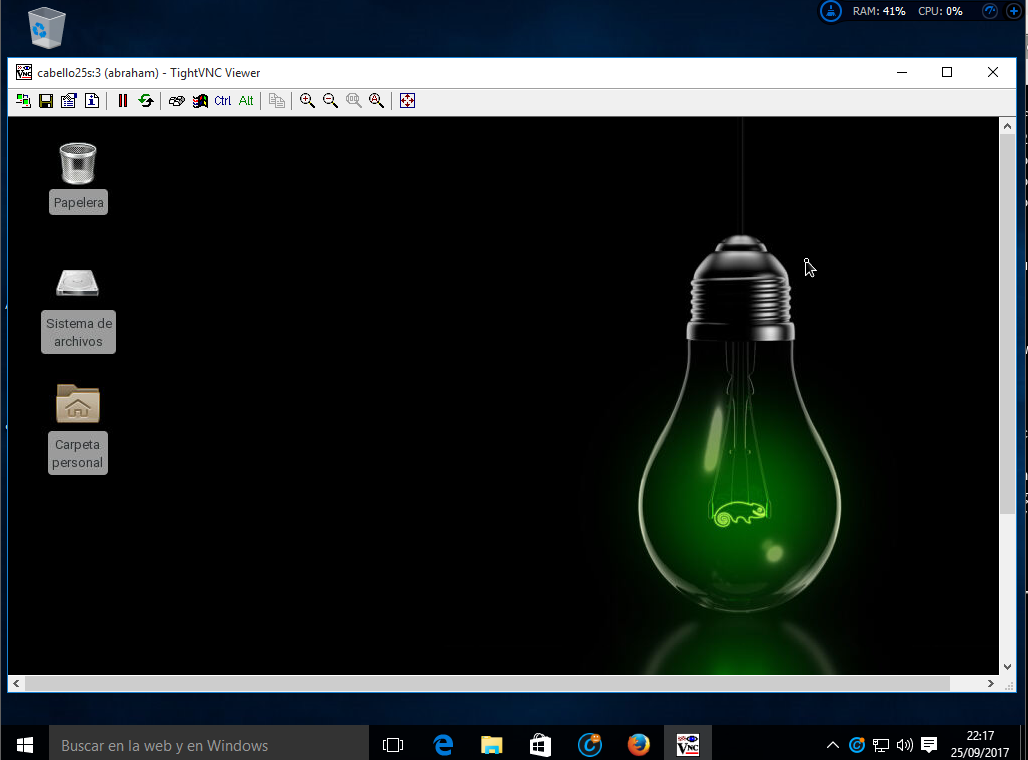 RAM: 41% CPU: 0%
cabello25s:3 (abraham) - TightVNC Viewer
Ctrl Alt
Papelera
Sistema de
archivos
Carpeta
personal
Buscar en la web y en Windows
22:17
25/09/2017